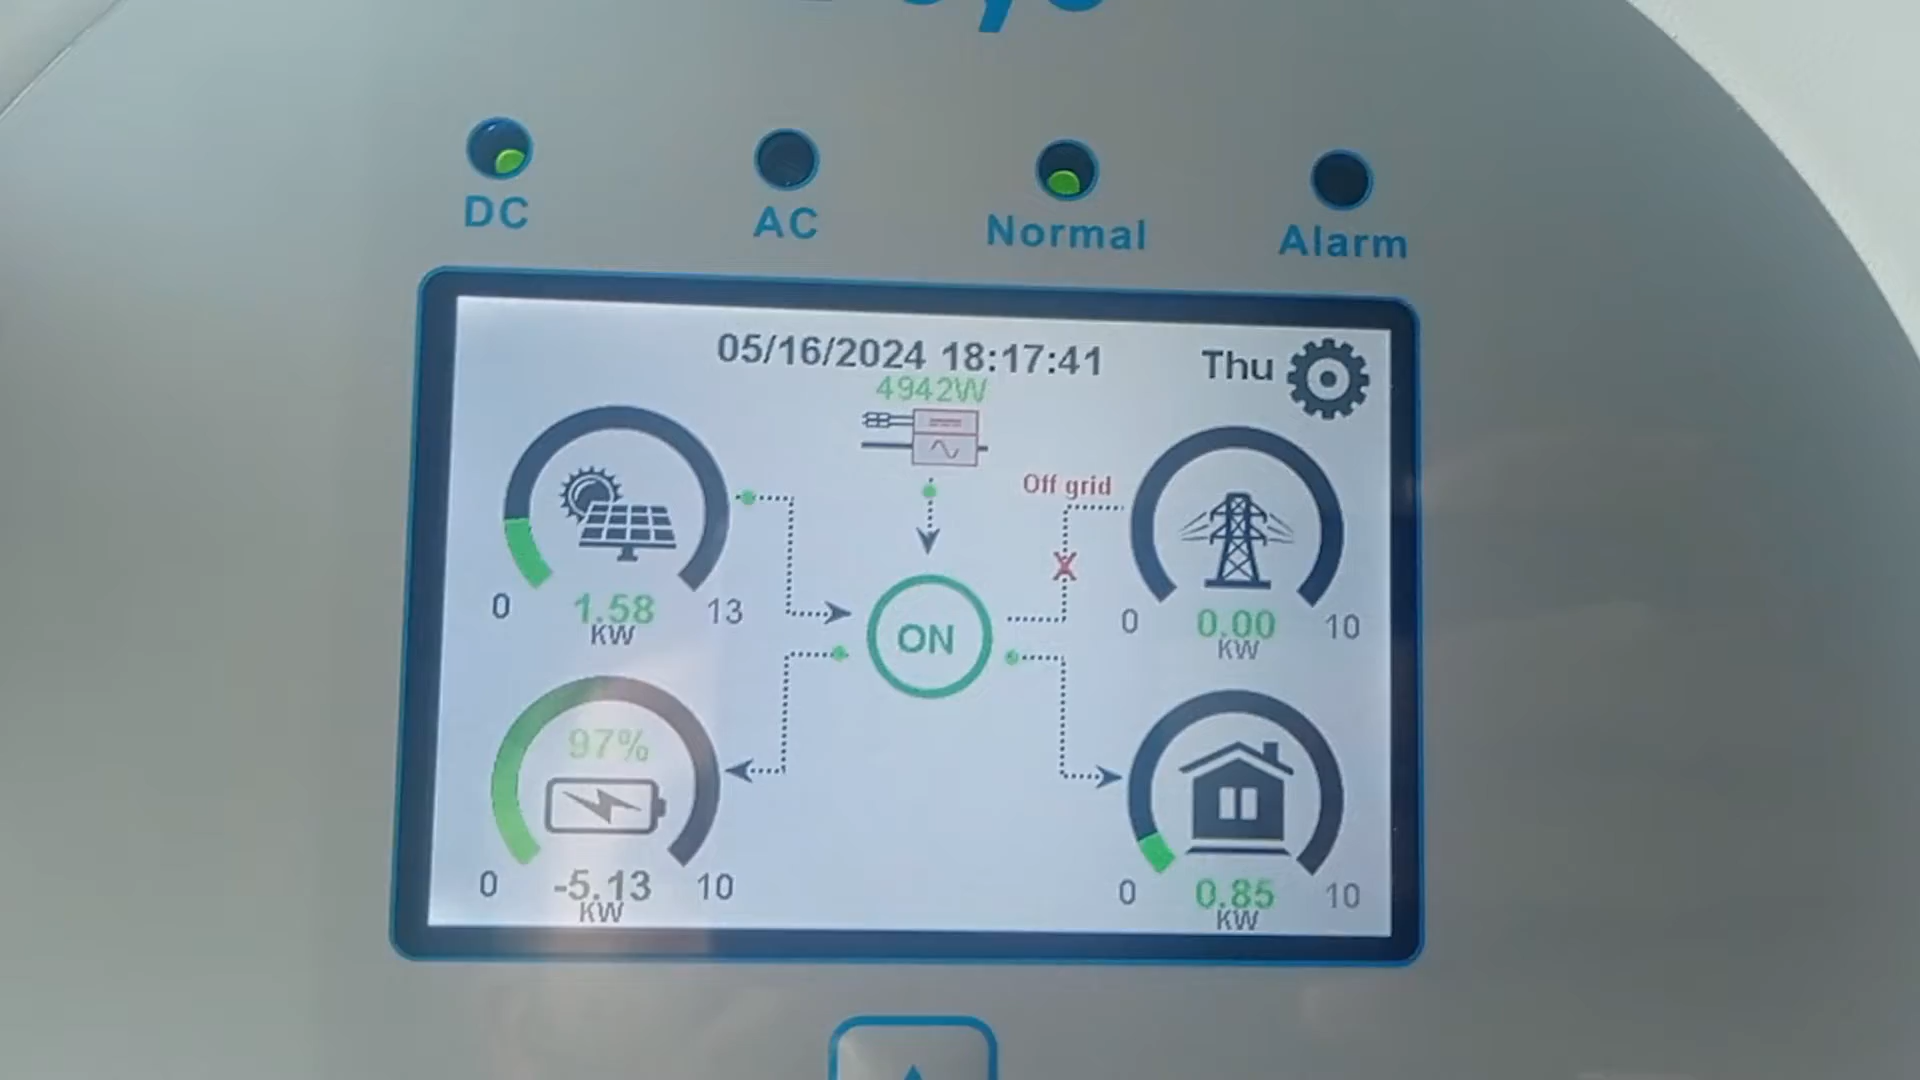 DC
AC
Normal
Alarm
05/16/2024 18:17:41
Thu
4942W
Off grid
0
1.58
KW
13
0
0.00
KW
10
ON
97%
0
-5.13
KW
10
0
0.85
KW
10